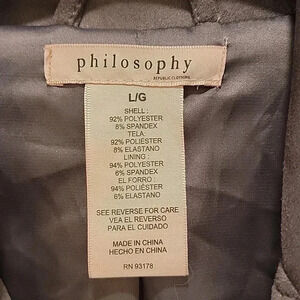 philosophy
REPUBLIC CLOTHING
L/G
SHELL :
92% POLYESTER
8% SPANDEX
TELA :
92% POLIÉSTER
8% ELASTANO
LINING :
94% POLYESTER
6% SPANDEX
EL FORRO :
94% POLIÉSTER
6% ELASTANO
SEE REVERSE FOR CARE
VEA EL REVERSO
PARA EL CUIDADO
MADE IN CHINA
HECHO EN CHINA
RN 93178